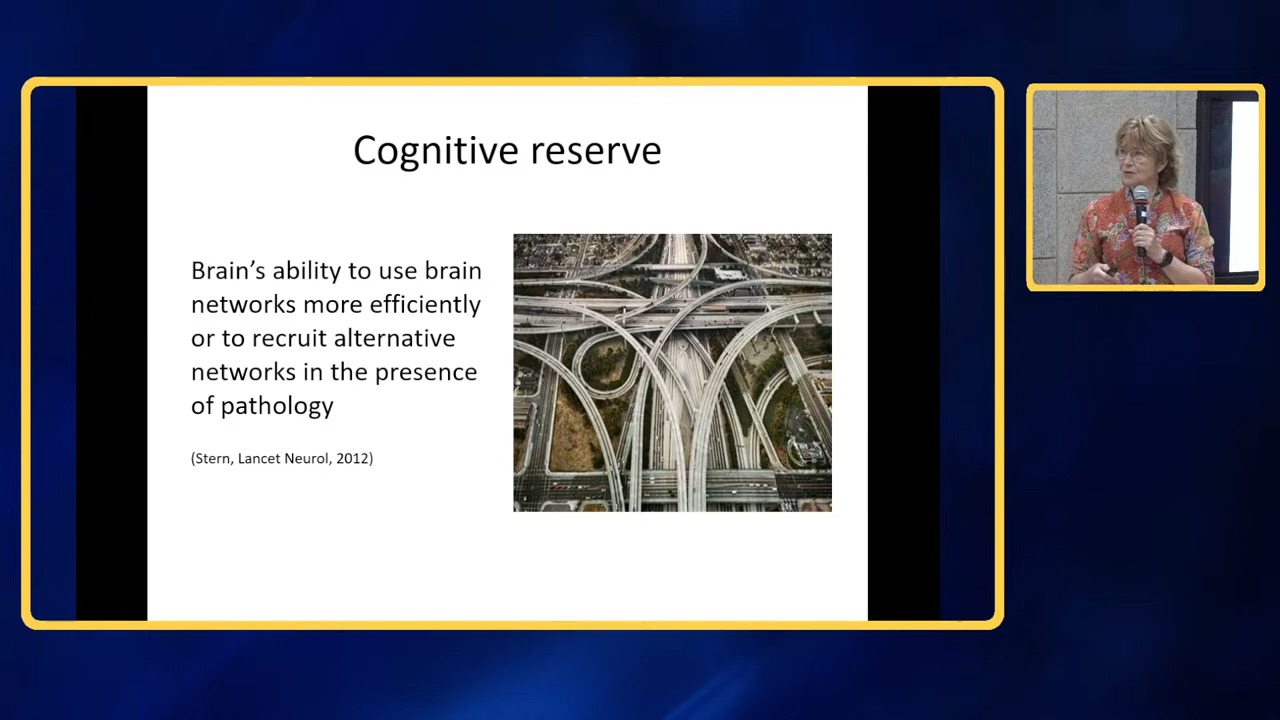 Cognitive reserve
Brain’s ability to use brain
networks more efficiently
or to recruit alternative
networks in the presence
of pathology
(Stern, Lancet Neurol, 2012)